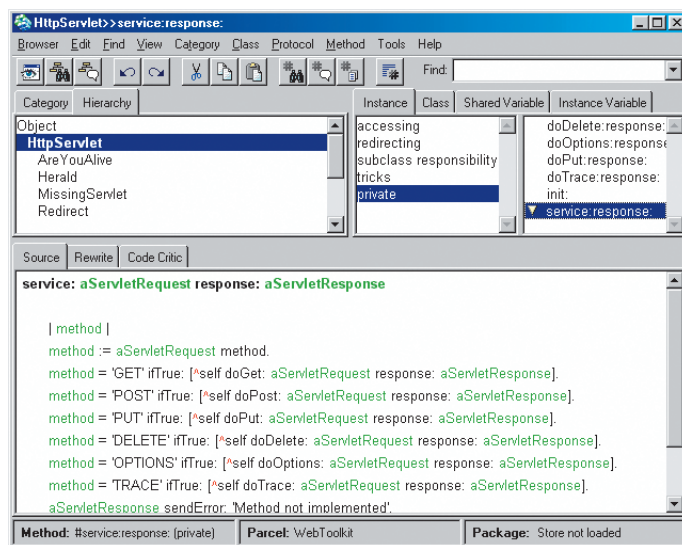 HttpServlet>>service:response:
Browser Edit Find View Category Class Protocol Method Tools Help
Find:
Category Hierarchy
Instance Class Shared Variable Instance Variable
Object
HttpServlet
AreYouAlive
Herald
MissingServlet
Redirect
accessing
redirecting
subclass responsibility
tricks
private
doDelete:response:
doOptions:response
doPut:response:
doTrace:response:
init:
service:response:
Source Rewrite Code Critic
service: aServletRequest response: aServletResponse
| method |
method := aServletRequest method.
method = 'GET' ifTrue: [^self doGet: aServletRequest response: aServletResponse].
method = 'POST' ifTrue: [^self doPost: aServletRequest response: aServletResponse].
method = 'PUT' ifTrue: [^self doPut: aServletRequest response: aServletResponse].
method = 'DELETE' ifTrue: [^self doDelete: aServletRequest response: aServletResponse].
method = 'OPTIONS' ifTrue: [^self doOptions: aServletRequest response: aServletResponse].
method = 'TRACE' ifTrue: [^self doTrace: aServletRequest response: aServletResponse].
aServletResponse sendError: 'Method not implemented'.
Method: #service:response: (private) Parcel: WebToolkit Package: Store not loaded